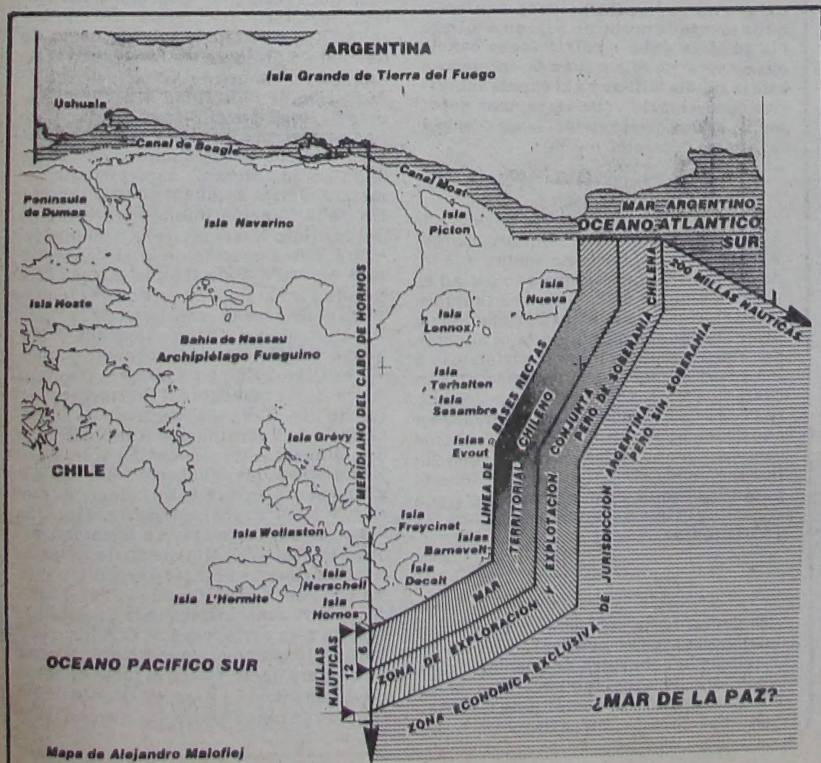 ARGENTINA
Isla Grande de Tierra del Fuego
Ushuaia
Canal de Beagle
Canal Moat
MAR ARGENTINO
OCEANO ATLANTICO
SUR
200 MILLAS NAUTICAS
Península
de Dumas
Isla Navarino
Isla
Picton
Isla
Nueva
Isla
Lennox
Isla Hoste
Bahía de Nassau
Archipiélago Fueguino
MERIDIANO DEL CABO DE HORNOS
Isla
Terhalten
Isla
Sesambre
Islas
Evout
LINEA DE BASES RECTAS
MAR TERRITORIAL CHILENO
ZONA DE EXPLORACION Y EXPLOTACION CONJUNTA
PERO DE SOBERANIA CHILENA
ZONA ECONOMICA EXCLUSIVA DE JURISDICCION ARGENTINA
PERO SIN SOBERANIA
CHILE
Isla Grévy
Isla Wollaston
Isla
Freycinet
Islas
Barnevelt
Isla
Herschell
Isla
Deceit
Isla L'Hermite
Isla
Hornos
MILLAS
NAUTICAS
12
6
OCEANO PACIFICO SUR
¿MAR DE LA PAZ?
Mapa de Alejandro Malofiej